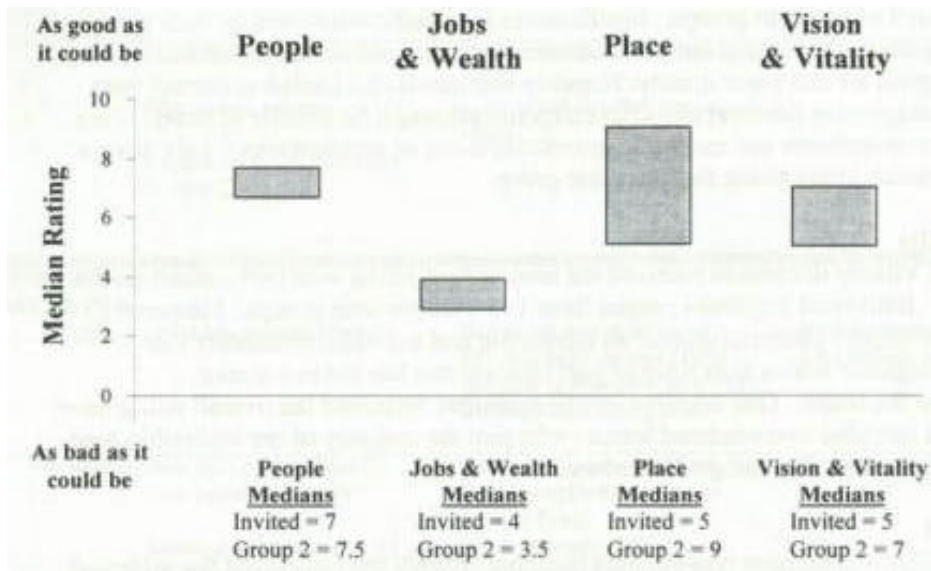 As good as
it could be
People
Jobs
& Wealth
Place
Vision
& Vitality
Median Rating
10
8
6
4
2
0
As bad as it
could be
People
Medians
Invited = 7
Group 2 = 7.5
Jobs & Wealth
Medians
Invited = 4
Group 2 = 3.5
Place
Medians
Invited = 5
Group 2 = 9
Vision & Vitality
Medians
Invited = 5
Group 2 = 7